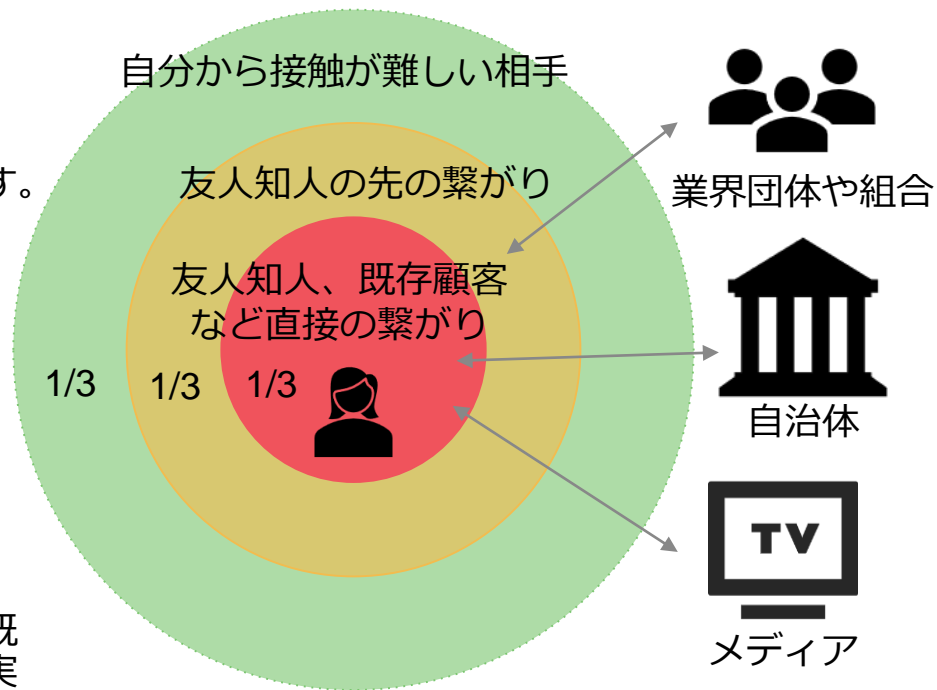 自分から接触が難しい相手
す。
友人知人の先の繋がり
業界団体や組合
友人知人、既存顧客
など直接の繋がり
1/3
1/3
1/3
自治体
TV
メディア
既
実